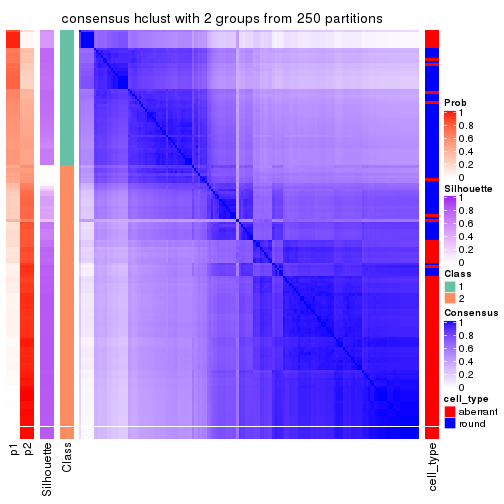 consensus hclust with 2 groups from 250 partitions
Prob
1
0.8
0.6
0.4
0.2
0
Silhouette
1
0.8
0.6
0.4
0.2
0
Class
1
2
Consensus
1
0.8
0.6
0.4
0.2
0
cell_type
aberrant
round
p1
p2
Silhouette
Class
cell_type